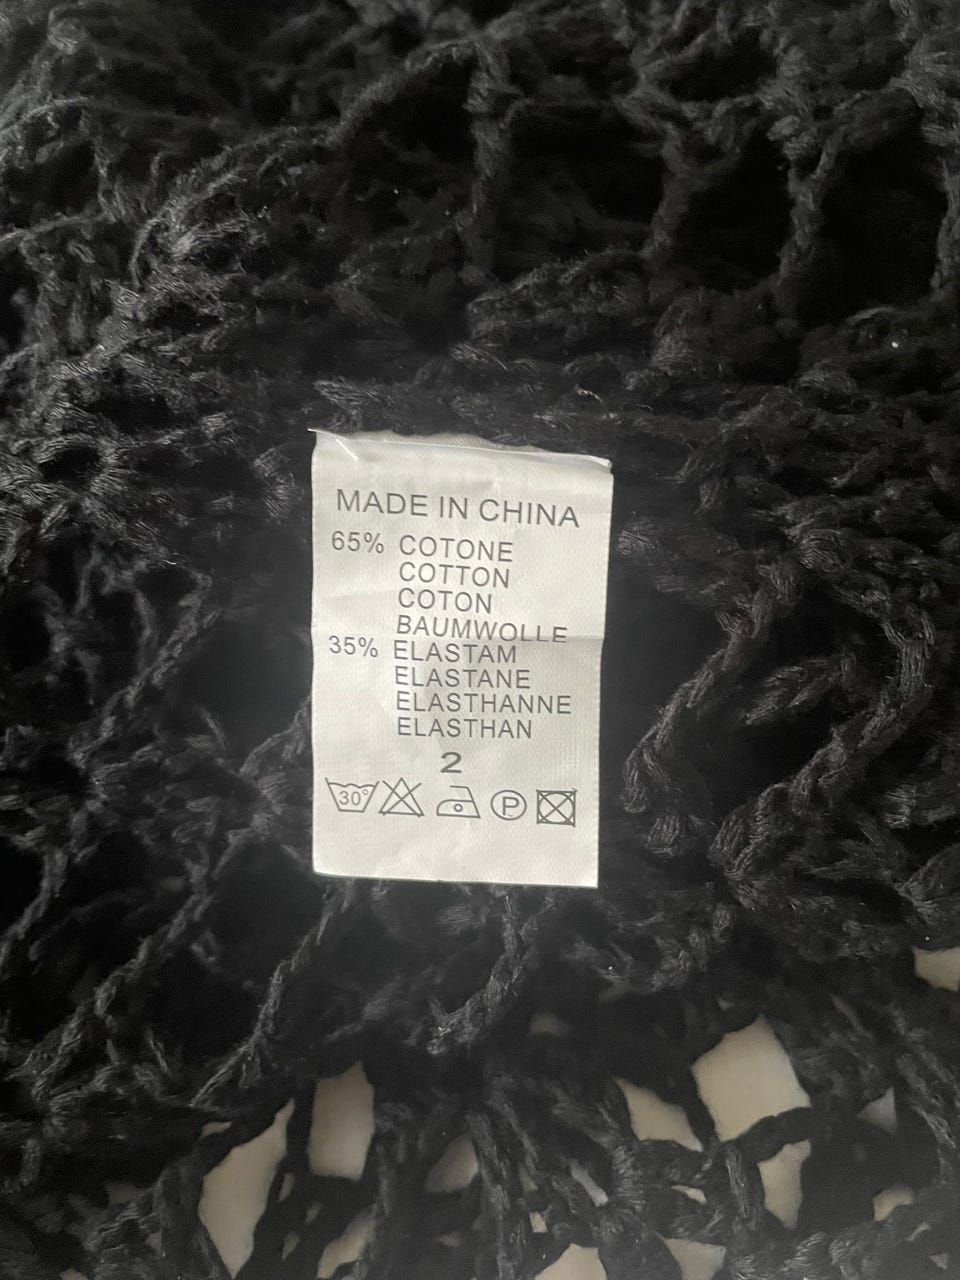 MADE IN CHINA
65% COTONE
COTTON
COTON
BAUMWOLLE
35% ELASTAM
ELASTANE
ELASTHANNE
ELASTHAN
2
30° P